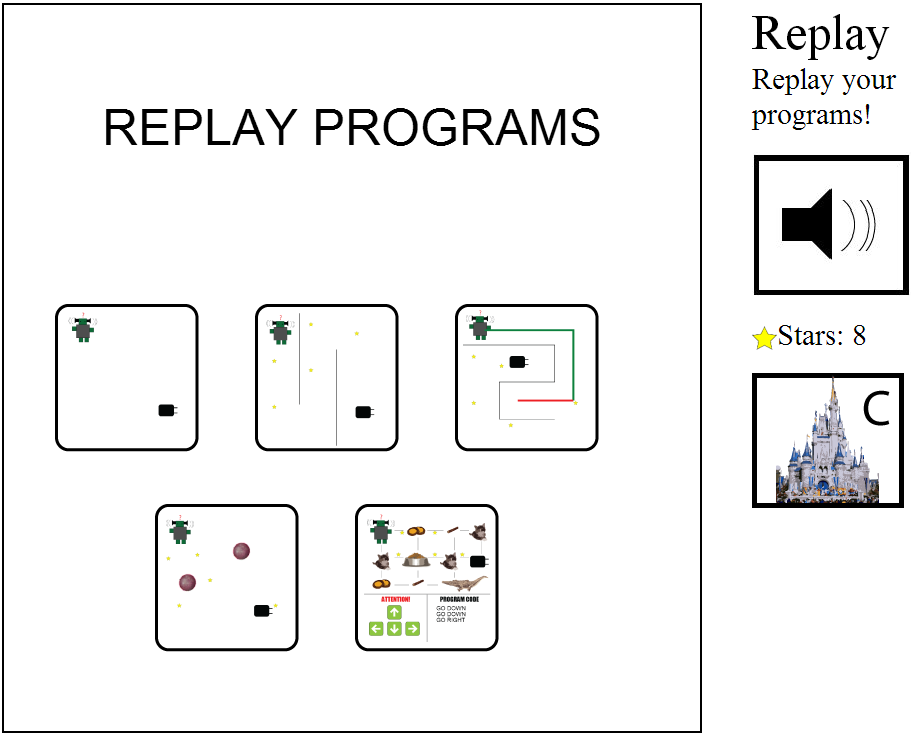 REPLAY PROGRAMS
ATTENTION!
PROGRAM CODE
GO DOWN
GO DOWN
GO RIGHT
Replay
Replay your
programs!
Stars: 8
C